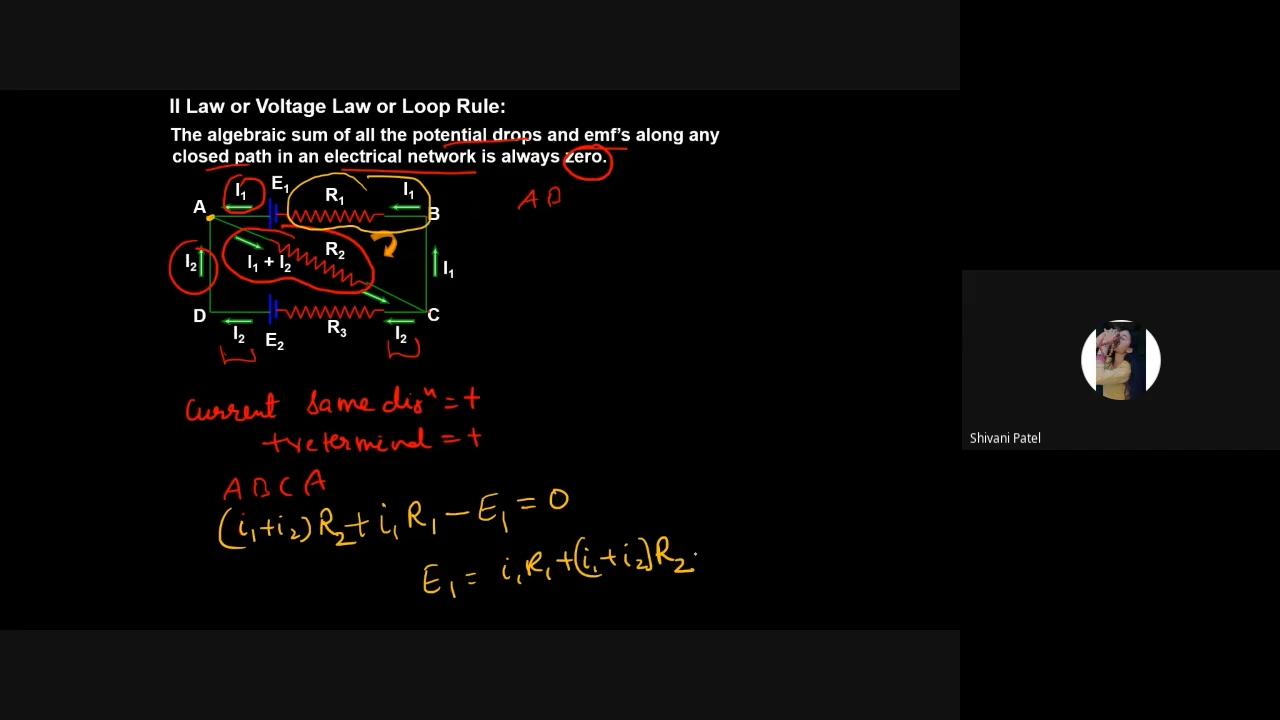 II Law or Voltage Law or Loop Rule:
The algebraic sum of all the potential drops and emf's along any
closed path in an electrical network is always zero.
I1 E1 R1 I1
A B
A B
I2 I1 + I2 R2 I1
D C
I2 E2 R3 I2
Current same dirn = +
+ve terminal = +
A B C A
(i1+i2)R2 + i1R1 - E1 = 0
E1 = i1R1 + (i1+i2)R2
Shivani Patel